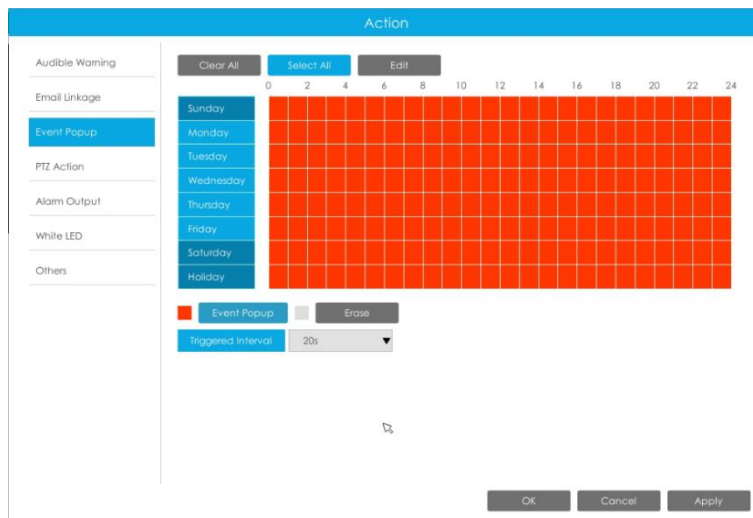 Action
Audible Warning
Email Linkage
Event Popup
PTZ Action
Alarm Output
White LED
Others
Clear All Select All Edit
0 2 4 6 8 10 12 14 16 18 20 22 24
Sunday
Monday
Tuesday
Wednesday
Thursday
Friday
Saturday
Holiday
Event Popup Erase
Triggered Interval 20s
OK Cancel Apply